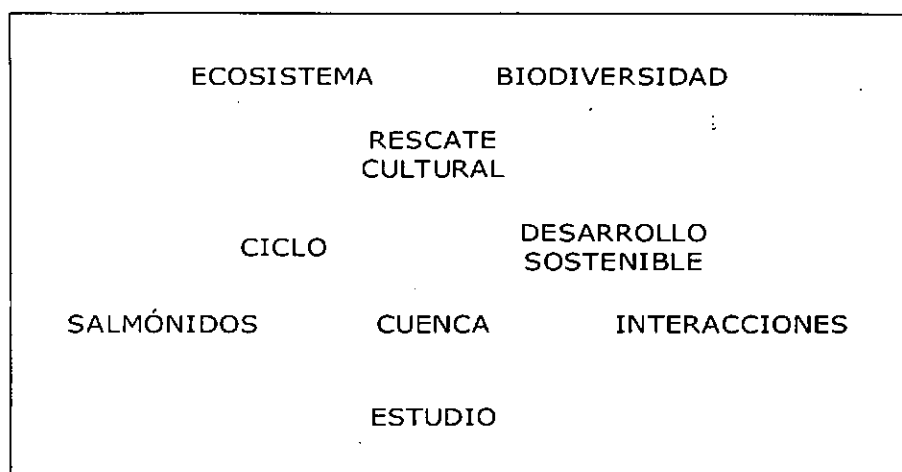 ECOSISTEMA BIODIVERSIDAD
RESCATE
CULTURAL
CICLO
DESARROLLO
SOSTENIBLE
SALMÓNIDOS CUENCA INTERACCIONES
ESTUDIO